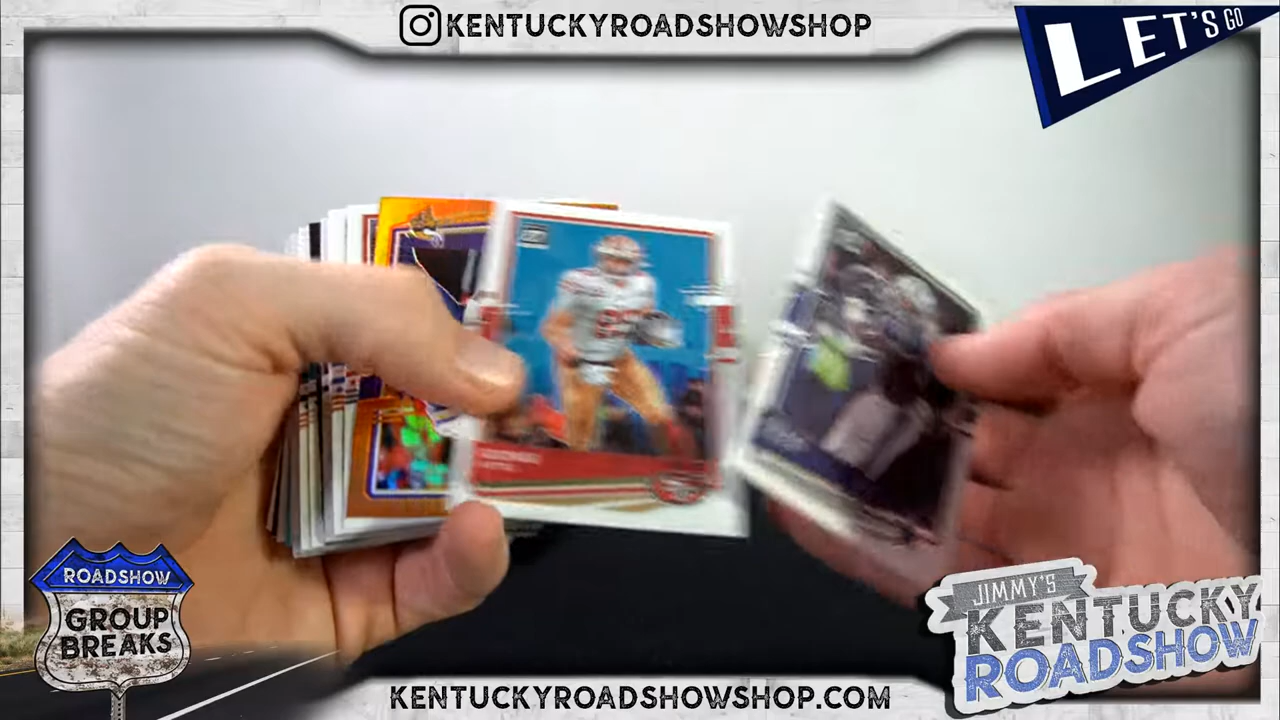 KENTUCKYROADSHOWSHOP
LET'S GO
ROADSHOW
GROUP
BREAKS
JIMMY'S
KENTUCKY
ROADSHOW
KENTUCKYROADSHOWSHOP.COM